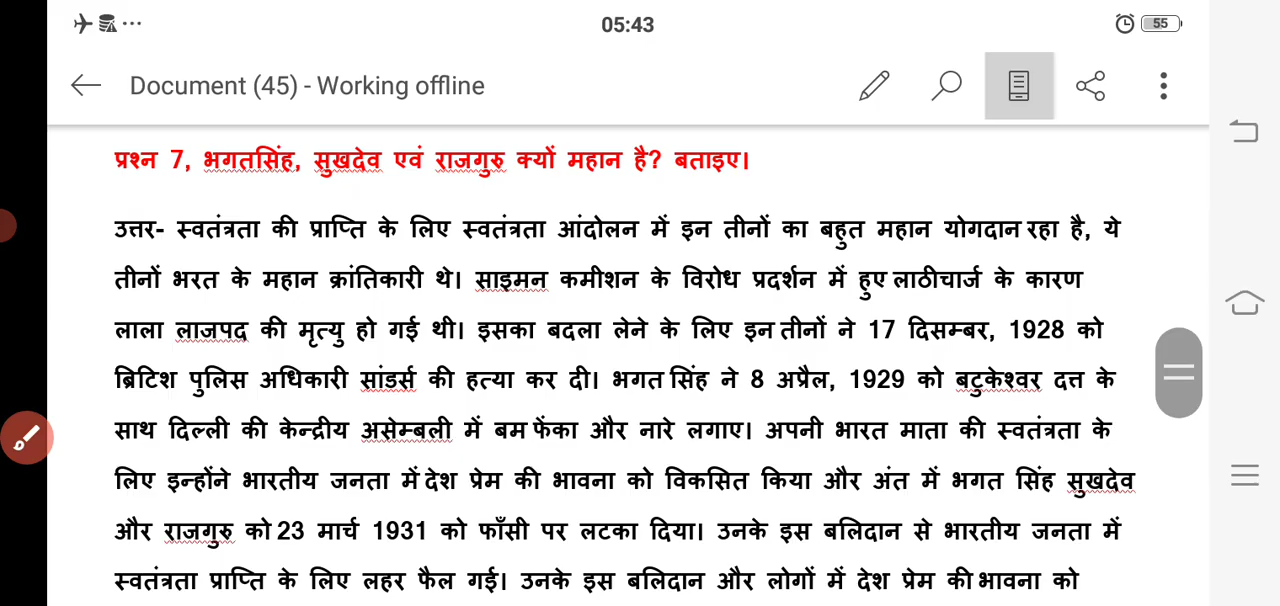 05:43
55
Document (45) - Working offline
प्रश्न 7, भगतसिंह, सुखदेव एवं राजगुरु क्यों महान है? बताइए।
उत्तर- स्वतंत्रता की प्राप्ति के लिए स्वतंत्रता आंदोलन में इन तीनों का बहुत महान योगदान रहा है, ये
तीनों भरत के महान क्रांतिकारी थे। साइमन कमीशन के विरोध प्रदर्शन में हुए लाठीचार्ज के कारण
लाला लाजपद की मृत्यु हो गई थी। इसका बदला लेने के लिए इन तीनों ने 17 दिसम्बर, 1928 को
ब्रिटिश पुलिस अधिकारी सांडर्स की हत्या कर दी। भगत सिंह ने 8 अप्रैल, 1929 को बटुकेश्वर दत्त के
साथ दिल्ली की केन्द्रीय असेम्बली में बम फेंका और नारे लगाए। अपनी भारत माता की स्वतंत्रता के
लिए इन्होंने भारतीय जनता में देश प्रेम की भावना को विकसित किया और अंत में भगत सिंह सुखदेव
और राजगुरु को 23 मार्च 1931 को फाँसी पर लटका दिया। उनके इस बलिदान से भारतीय जनता में
स्वतंत्रता प्राप्ति के लिए लहर फैल गई। उनके इस बलिदान और लोगों में देश प्रेम की भावना को